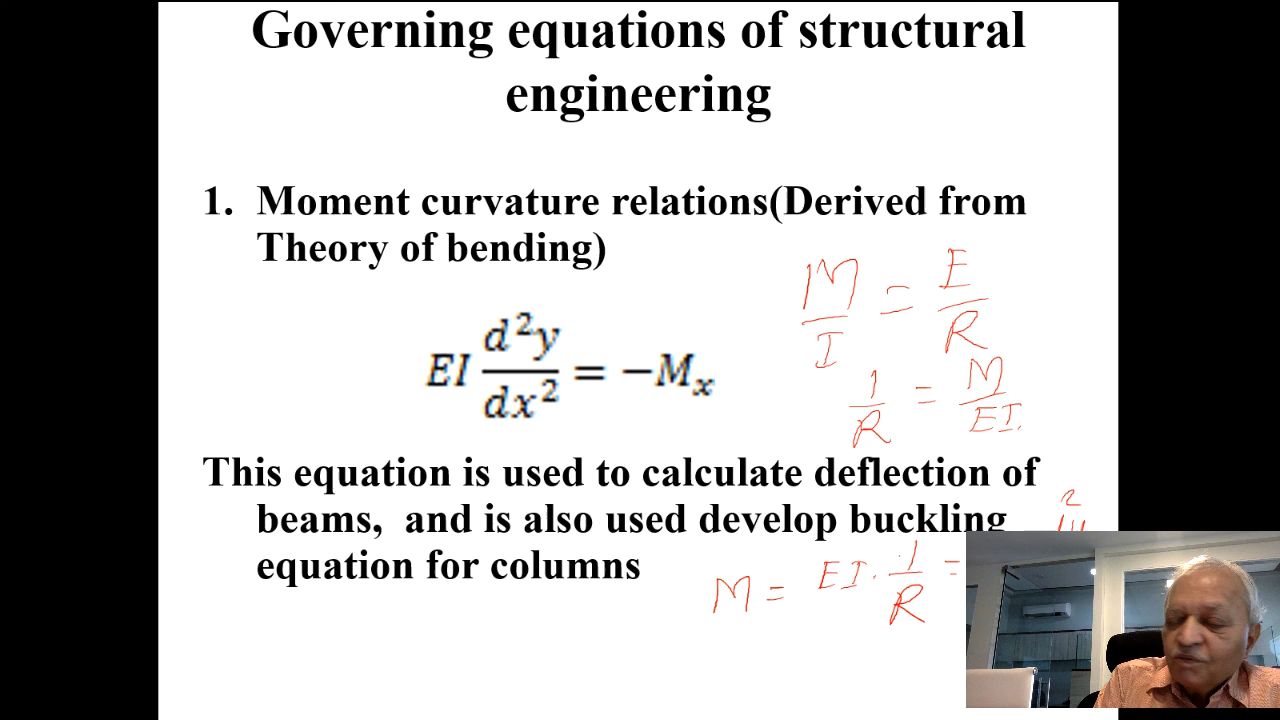 Governing equations of structural
engineering
1. Moment curvature relations(Derived from
Theory of bending)
M/I = E/R
EI d²y/dx² = −Mₓ
1/R = M/EI.
This equation is used to calculate deflection of
beams, and is also used develop buckling
equation for columns
M = EI · 1/R =
2